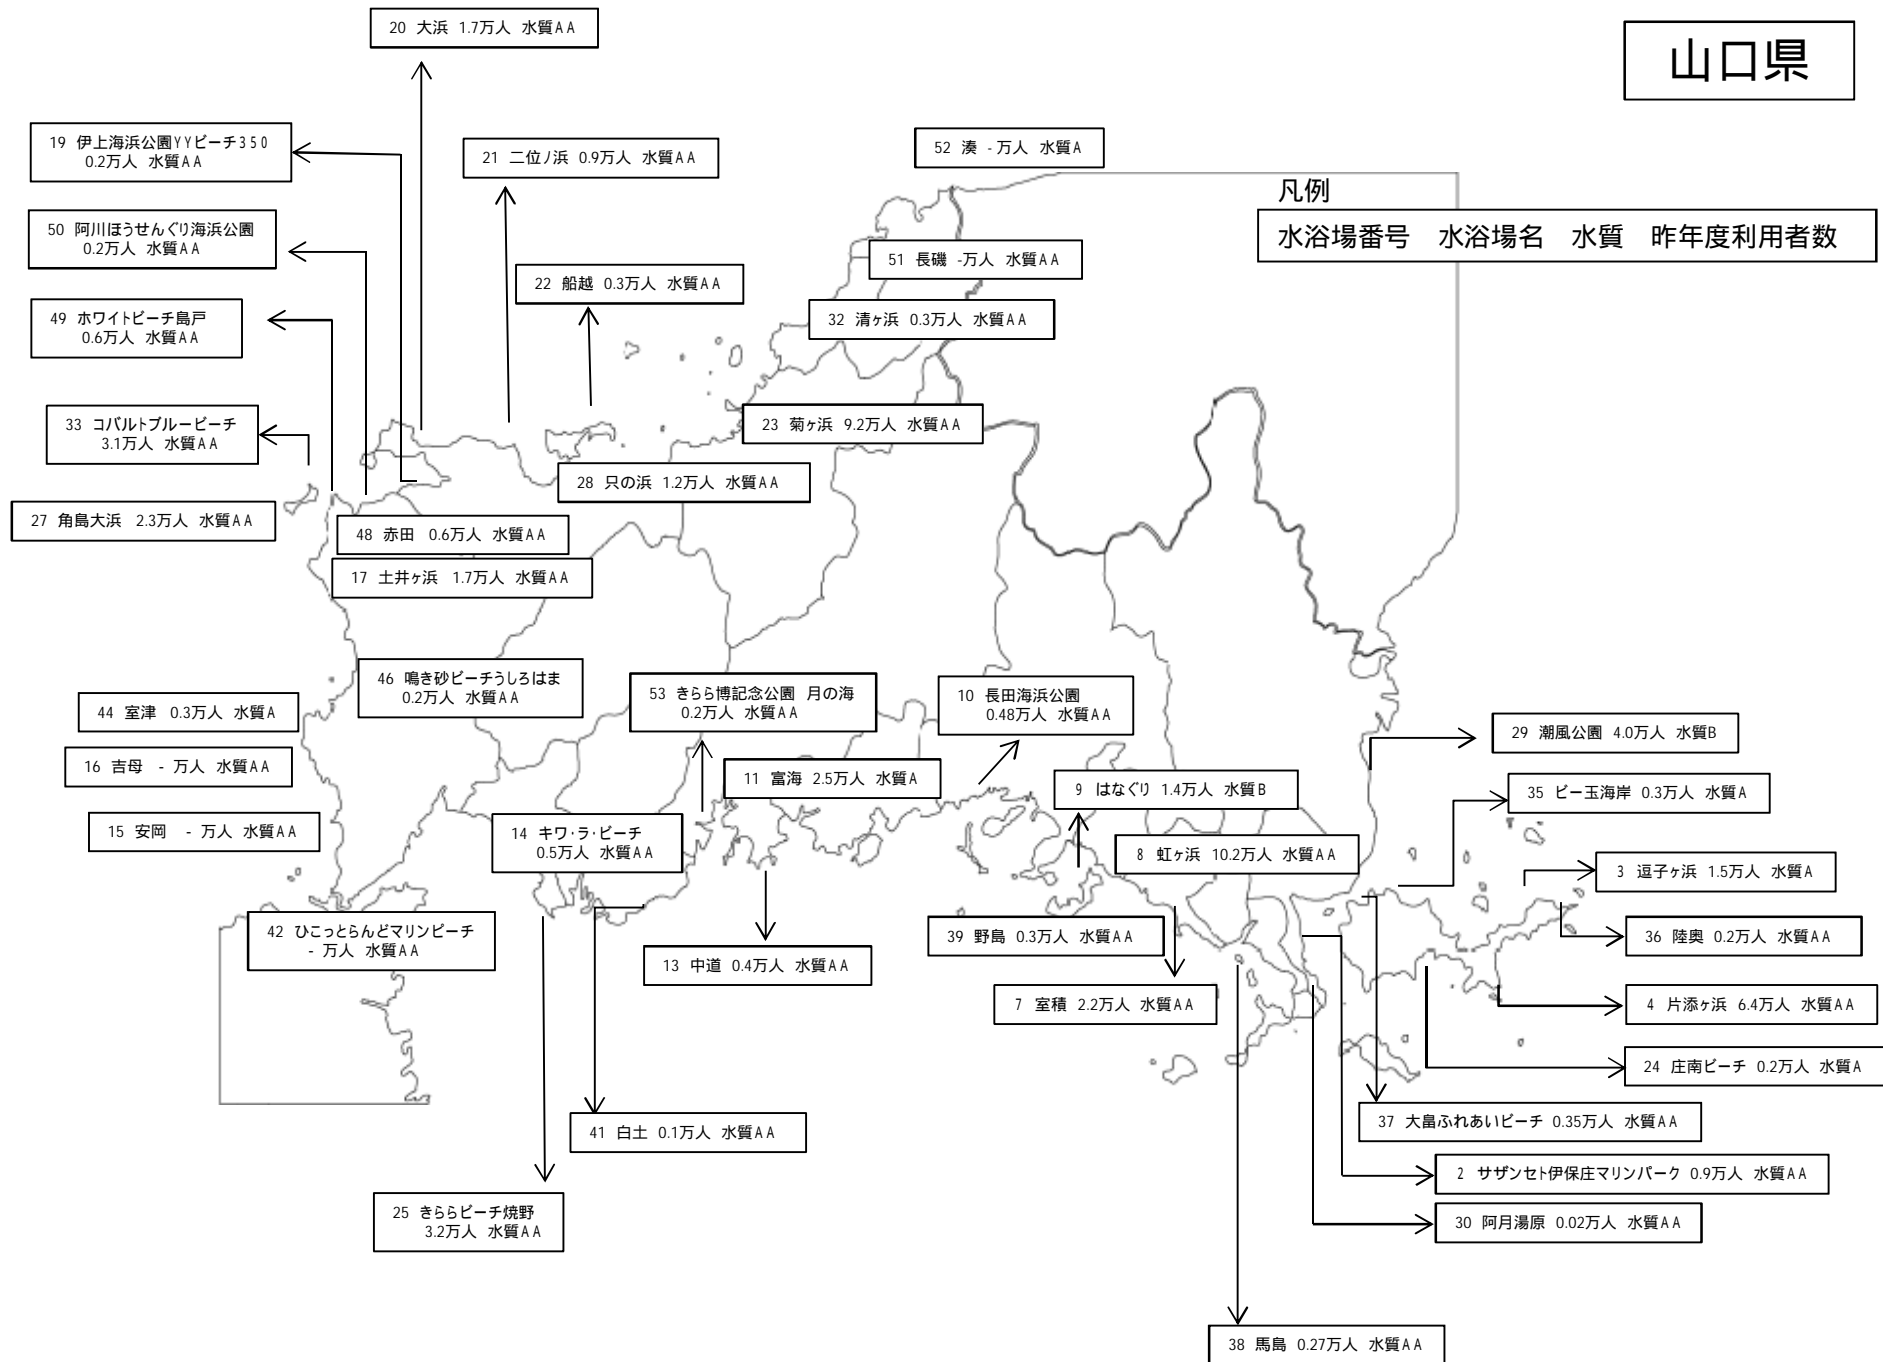 山口県
20 大浜 1.7万人 水質AA
19 伊上海浜公園YYビーチ350
0.2万人 水質AA
21 二位ノ浜 0.9万人 水質AA
52 湊 - 万人 水質A
凡例
水浴場番号 水浴場名 水質 昨年度利用者数
50 阿川ほうせんぐり海浜公園
0.2万人 水質AA
51 長磯 -万人 水質AA
22 船越 0.3万人 水質AA
49 ホワイトビーチ島戸
0.6万人 水質AA
32 清ヶ浜 0.3万人 水質AA
33 コバルトブルービーチ
3.1万人 水質AA
23 菊ヶ浜 9.2万人 水質AA
28 只の浜 1.2万人 水質AA
27 角島大浜 2.3万人 水質AA
48 赤田 0.6万人 水質AA
17 土井ヶ浜 1.7万人 水質AA
46 鳴き砂ビーチうしろはま
0.2万人 水質AA
53 きらら博記念公園 月の海
0.2万人 水質AA
10 長田海浜公園
0.48万人 水質AA
44 室津 0.3万人 水質A
29 潮風公園 4.0万人 水質B
16 吉母 - 万人 水質AA
11 富海 2.5万人 水質A
9 はなぐり 1.4万人 水質B
35 ビー玉海岸 0.3万人 水質A
15 安岡 - 万人 水質AA
14 キワ・ラ・ビーチ
0.5万人 水質AA
8 虹ヶ浜 10.2万人 水質AA
3 逗子ヶ浜 1.5万人 水質A
42 ひこっとらんどマリンビーチ
- 万人 水質AA
39 野島 0.3万人 水質AA
36 陸奥 0.2万人 水質AA
13 中道 0.4万人 水質AA
7 室積 2.2万人 水質AA
4 片添ヶ浜 6.4万人 水質AA
24 庄南ビーチ 0.2万人 水質A
41 白土 0.1万人 水質AA
37 大畠ふれあいビーチ 0.35万人 水質AA
2 サザンセト伊保庄マリンパーク 0.9万人 水質AA
25 きららビーチ焼野
3.2万人 水質AA
30 阿月湯原 0.02万人 水質AA
38 馬島 0.27万人 水質AA